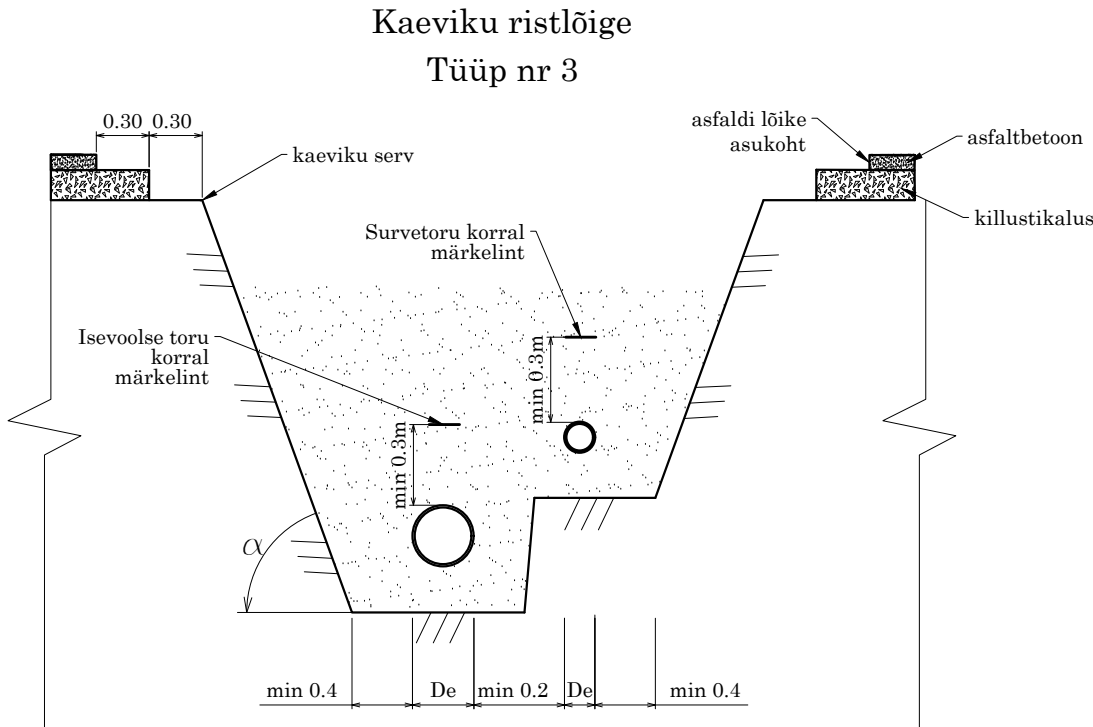 Kaeviku ristlõige
Tüüp nr 3
0.30 0.30
kaeviku serv
asfaldi lõike
asukoht
asfaltbetoon
killustikalus
Survetoru korral
märkelint
Isevoolse toru
korral
märkelint
min 0.3m
min 0.3m
α
min 0.4 De min 0.2 De min 0.4